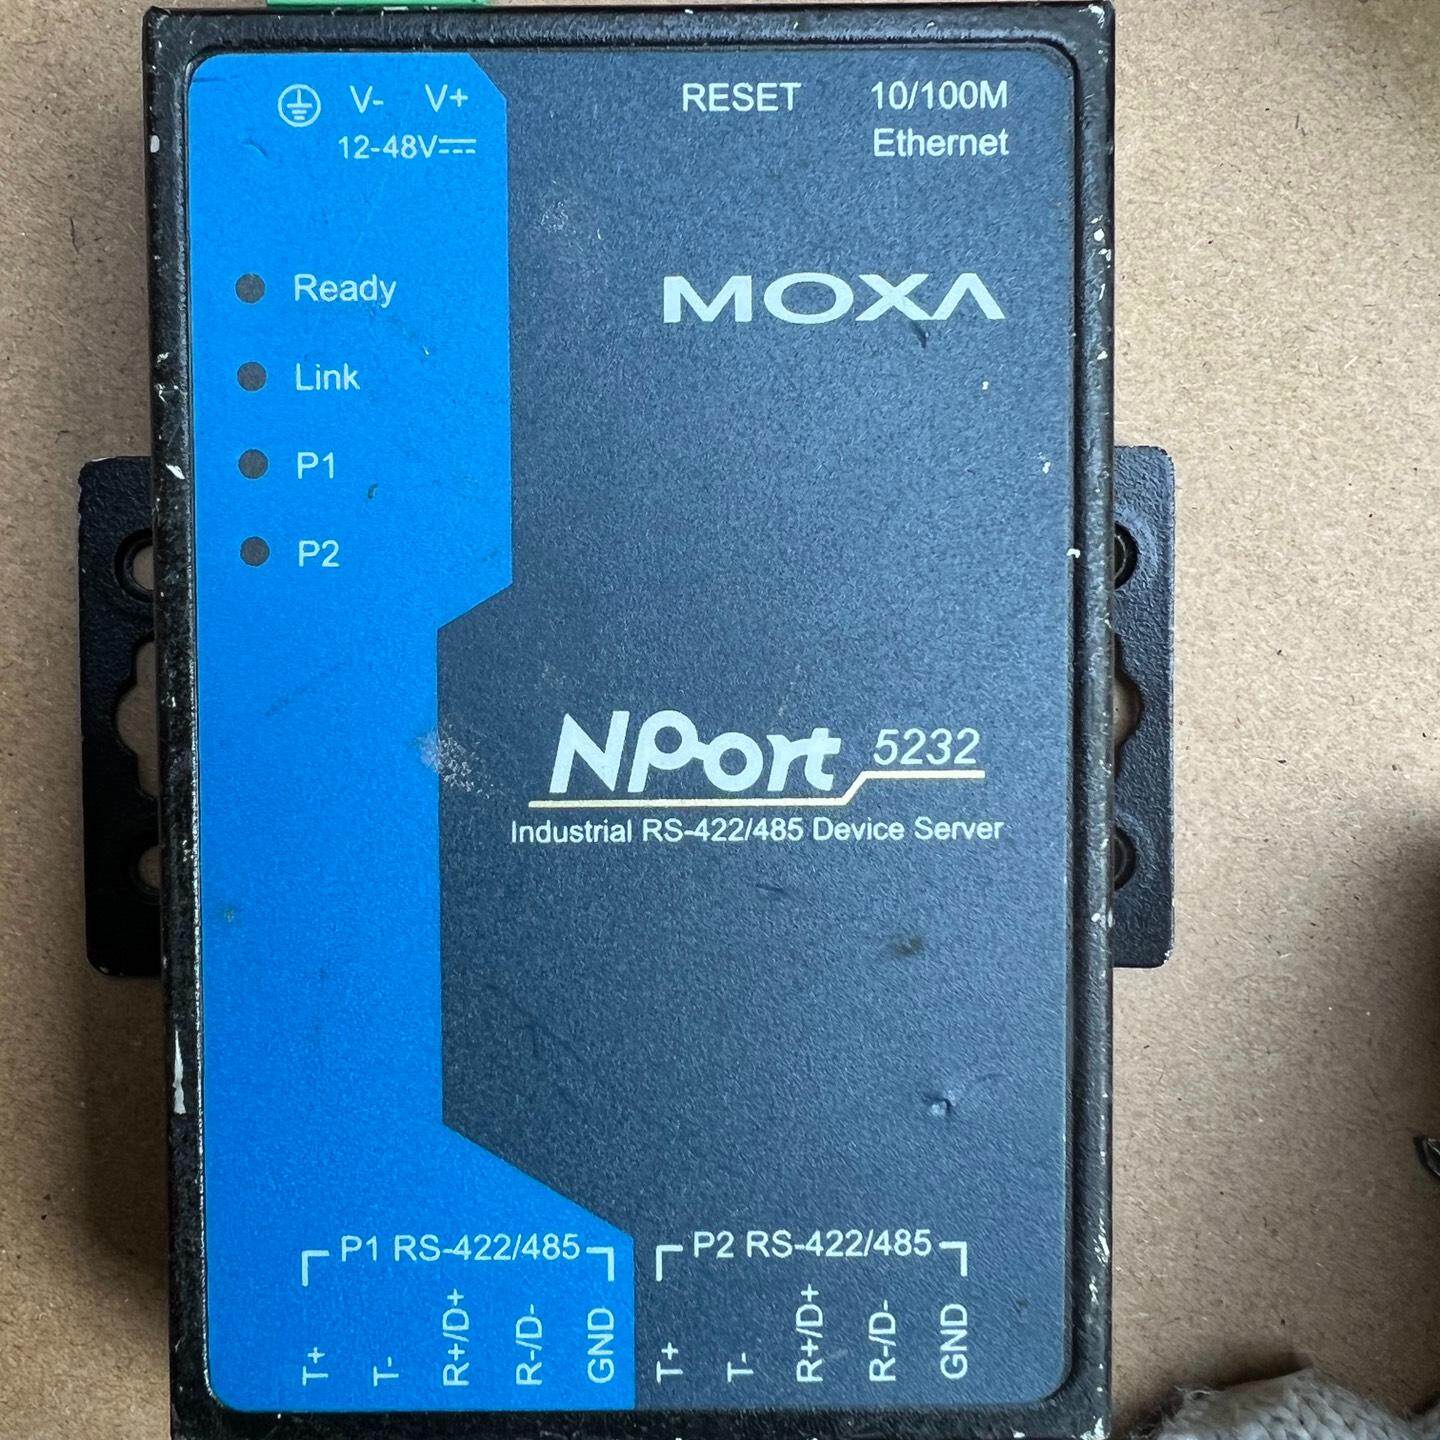 V- V+
12-48V
RESET
10/100M
Ethernet
Ready
Link
P1
P2
MOXA
NPort 5232
Industrial RS-422/485 Device Server
P1 RS-422/485
T+
T-
R+/D+
R-/D-
GND
P2 RS-422/485
T+
T-
R+/D+
R-/D-
GND